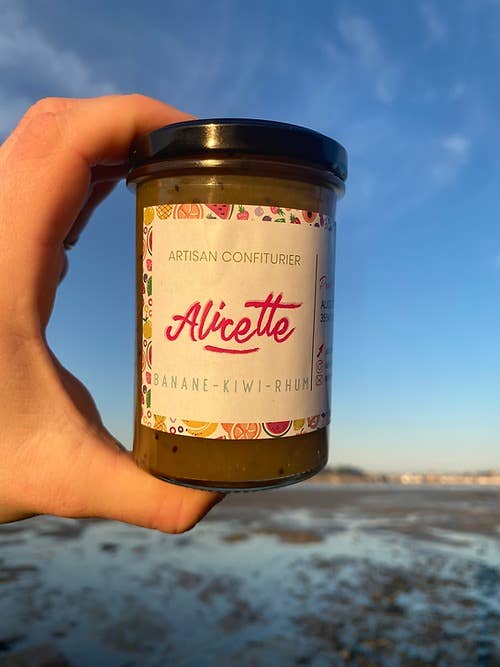 ARTISAN CONFITURIER
Alicette
BANANE-KIWI-RHUM